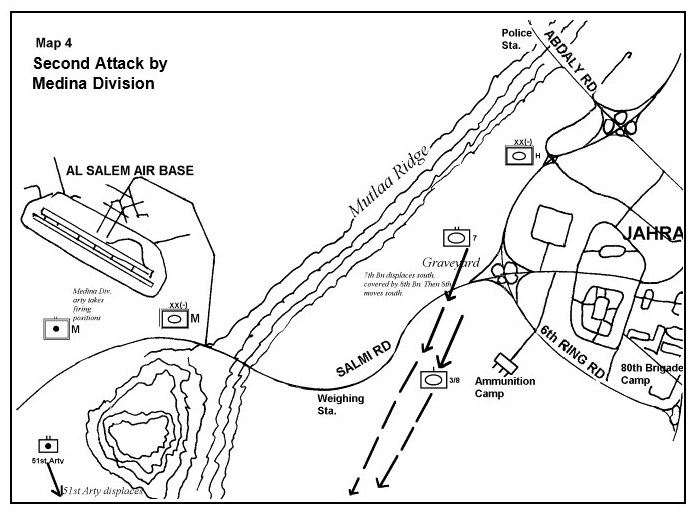 Map 4
Second Attack by
Medina Division
Police
Sta.
ABDALY RD
XX(-)
H
AL SALEM AIR BASE
Mutlaa Ridge
JAHRA
7
Graveyard
7th Bn displaces south,
covered by 8th Bn. Then 8th
moves south.
Medina Div.
arty takes
firing
positions
M
XX(-)
M
SALMI RD
6th RING RD
3/8
Ammunition
Camp
80th Brigade
Camp
Weighing
Sta.
51st Arty
51st Arty displaces